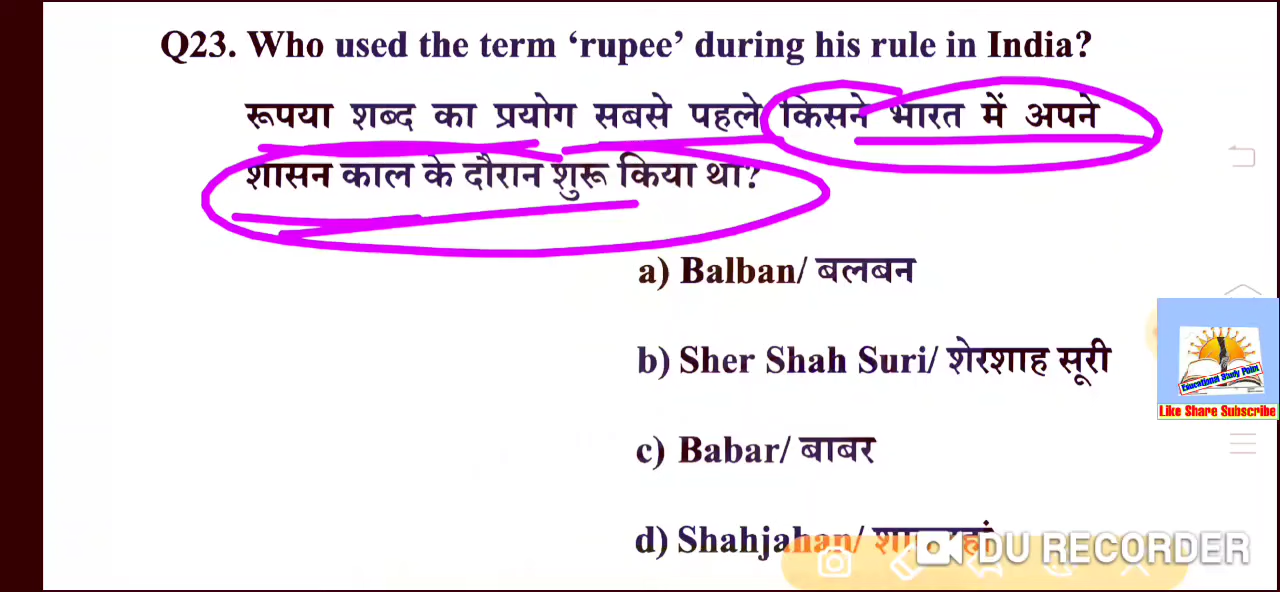 Q23. Who used the term ‘rupee’ during his rule in India?
रूपया शब्द का प्रयोग सबसे पहले किसने भारत में अपने
शासन काल के दौरान शुरू किया था?
a) Balban/ बलबन
b) Sher Shah Suri/ शेरशाह सूरी
Educational Study Point
Like Share Subscribe
c) Babar/ बाबर
d) Shahjahan/
DU RECORDER